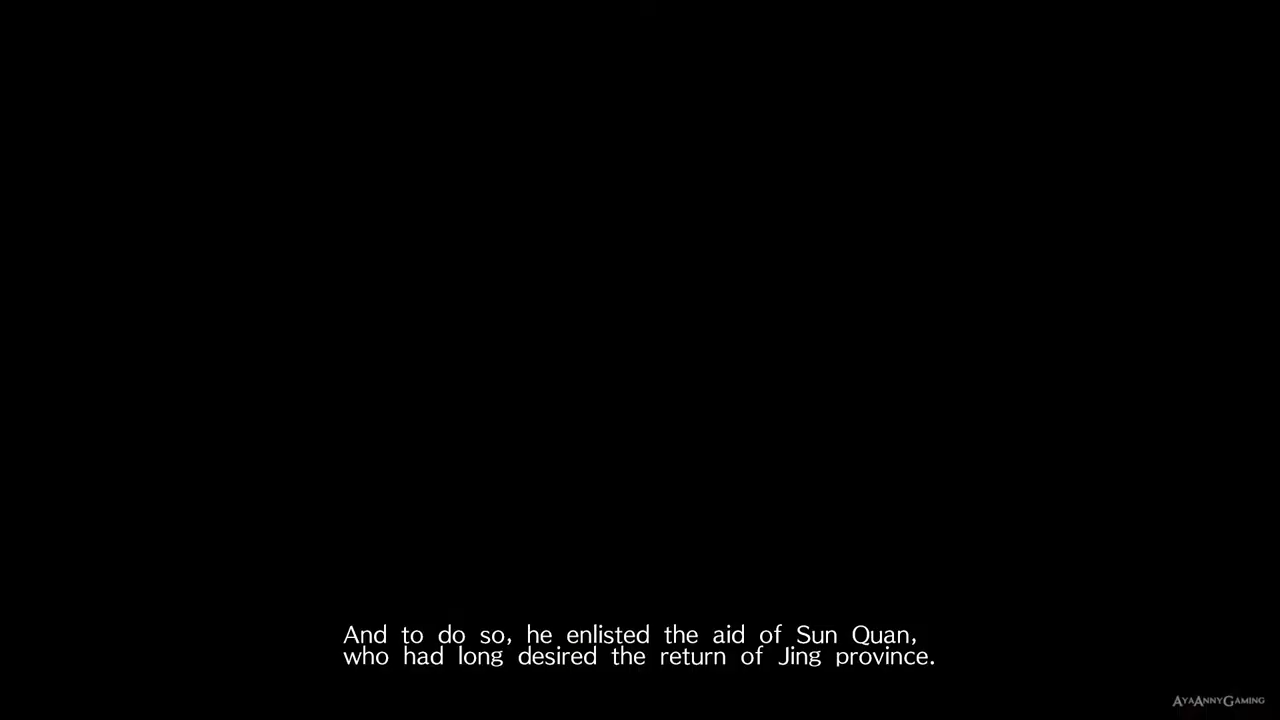 And to do so, he enlisted the aid of Sun Quan,
who had long desired the return of Jing province.
AyaAnnyGaming